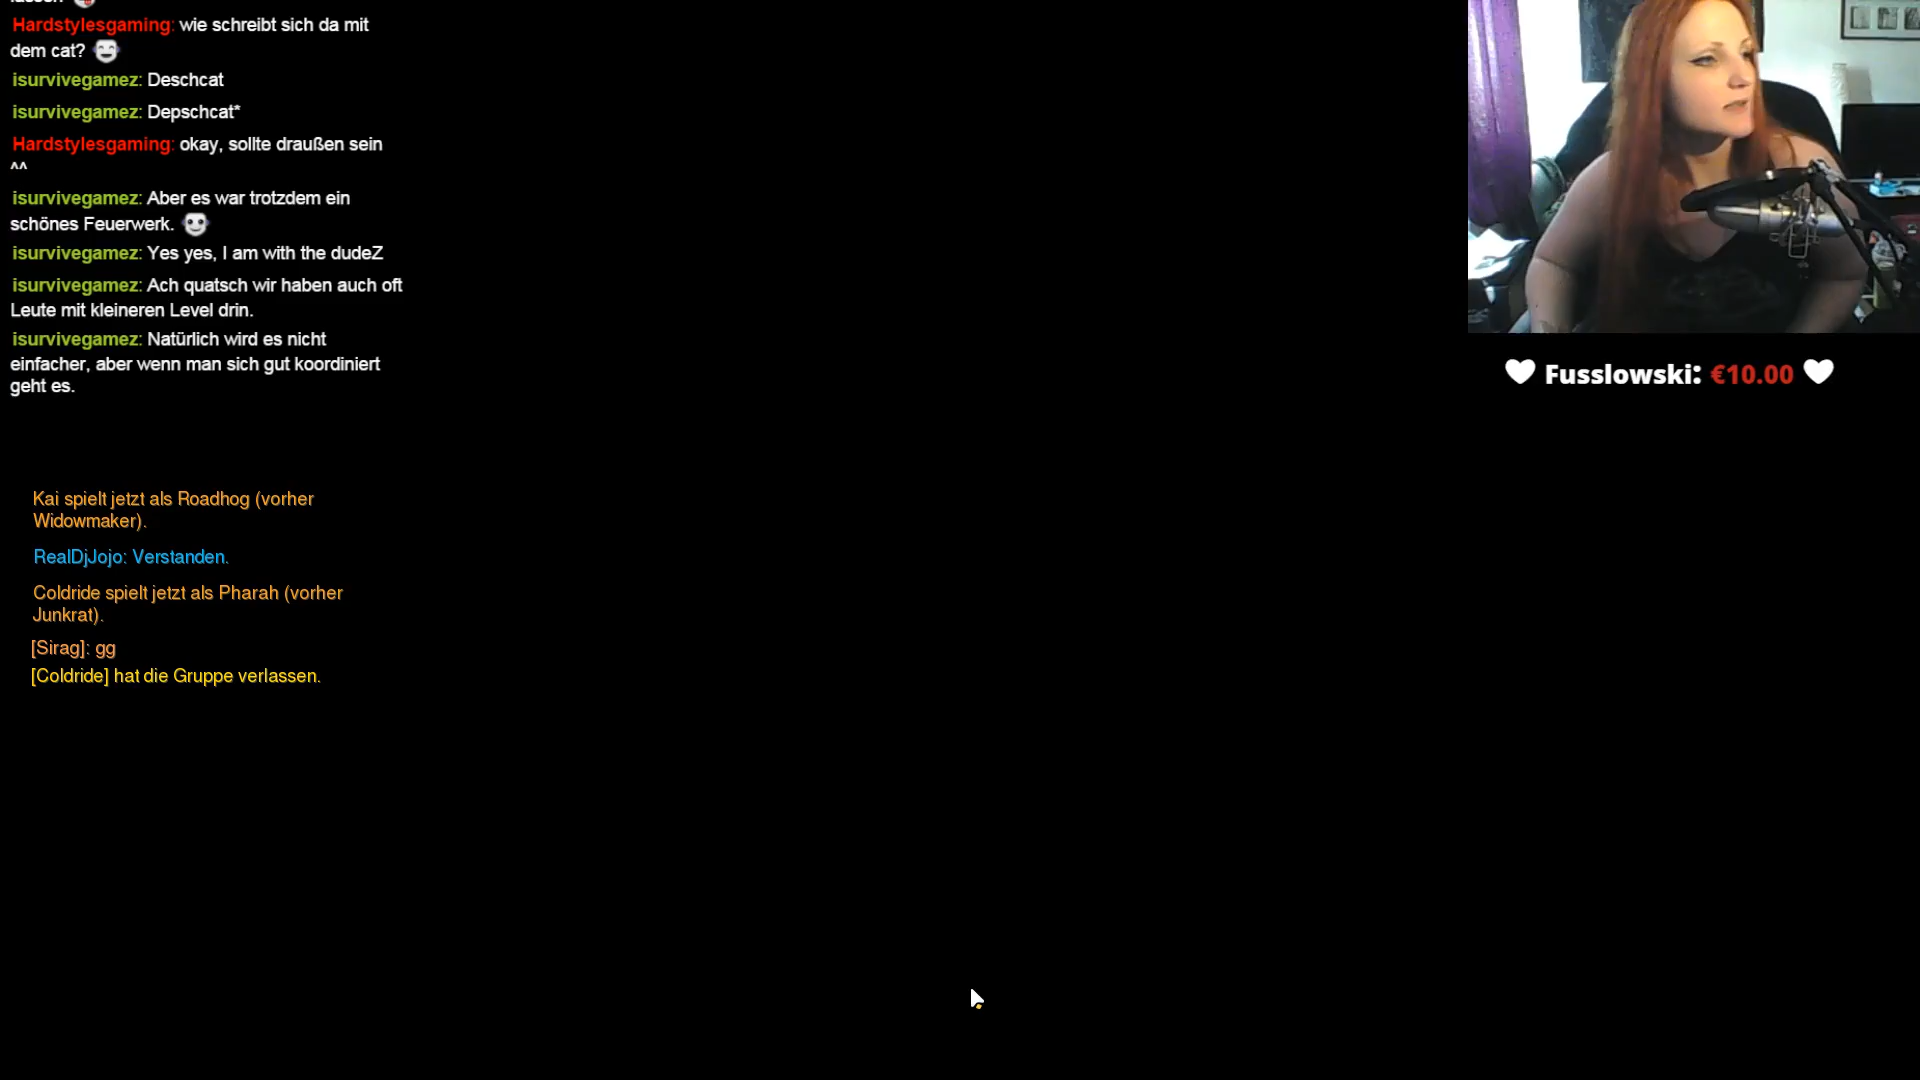 Hardstylesgaming: wie schreibt sich da mit
dem cat?
isurvivegamez: Deschcat
isurvivegamez: Depschcat*
Hardstylesgaming: okay, sollte draußen sein
^^
isurvivegamez: Aber es war trotzdem ein
schönes Feuerwerk.
isurvivegamez: Yes yes, I am with the dudeZ
isurvivegamez: Ach quatsch wir haben auch oft
Leute mit kleineren Level drin.
isurvivegamez: Natürlich wird es nicht
einfacher, aber wenn man sich gut koordiniert
geht es.
Kai spielt jetzt als Roadhog (vorher
Widowmaker).
RealDjJojo: Verstanden.
Coldride spielt jetzt als Pharah (vorher
Junkrat).
[Sirag]: gg
[Coldride] hat die Gruppe verlassen.
Fusslowski: €10.00